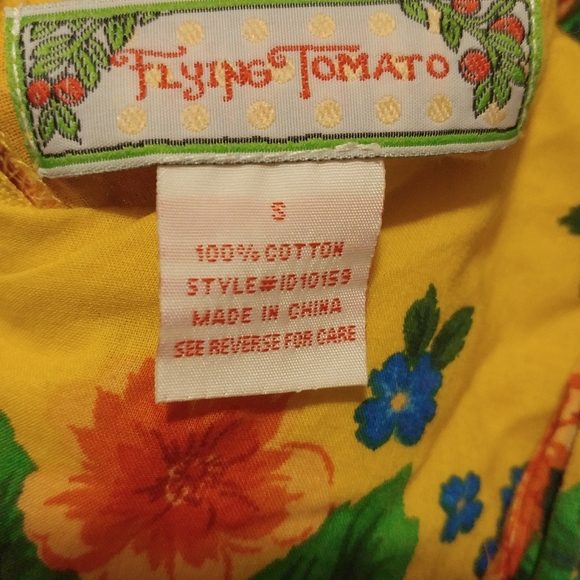 FLYING TOMATO
S
100% COTTON
STYLE#ID10159
MADE IN CHINA
SEE REVERSE FOR CARE